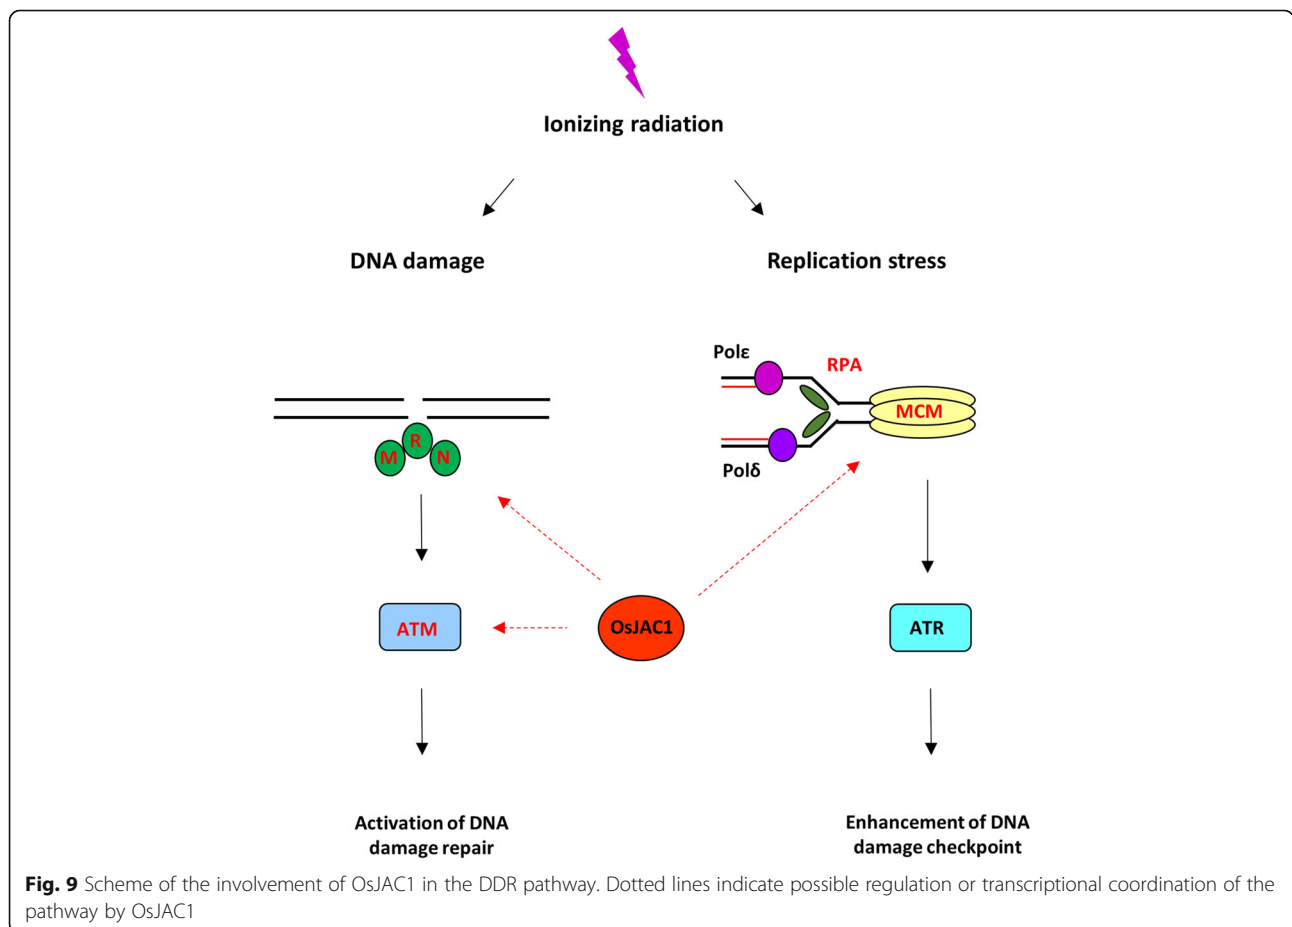 Ionizing radiation
DNA damage
Replication stress
Polε
RPA
MCM
R
M
N
Polδ
ATM
OsJAC1
ATR
Activation of DNA
damage repair
Enhancement of DNA
damage checkpoint
Fig. 9 Scheme of the involvement of OsJAC1 in the DDR pathway. Dotted lines indicate possible regulation or transcriptional coordination of the
pathway by OsJAC1